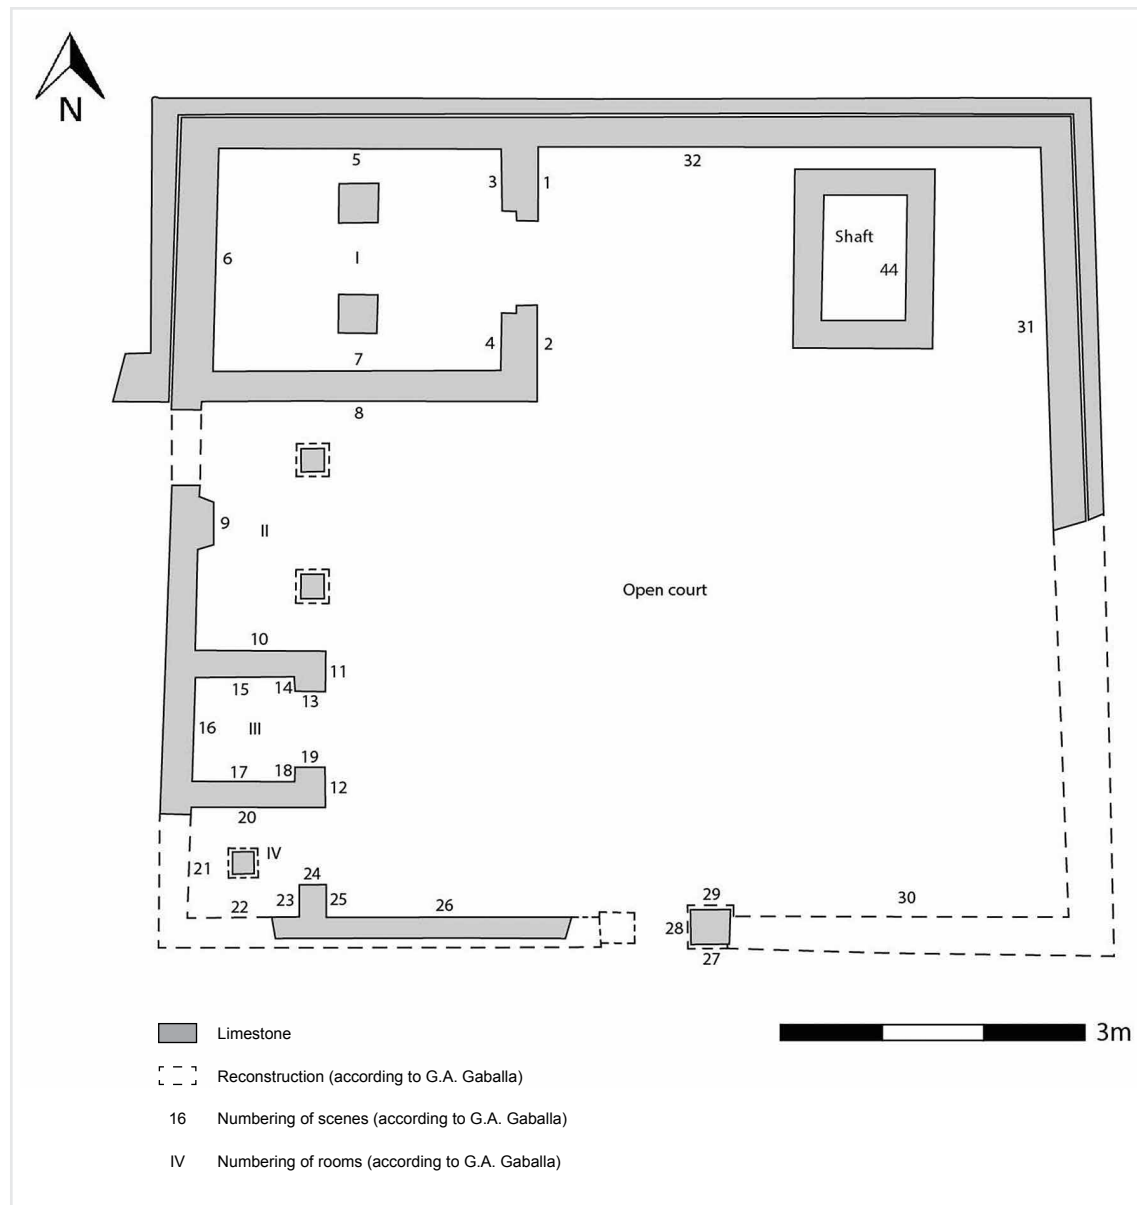 N
5
32
3
1
Shaft
6
I
44
31
4
2
7
8
9
II
Open court
10
11
15
14
13
16
III
19
17
18
12
20
IV
21
24
22
23
25
26
29
30
28
27
Limestone
3m
Reconstruction (according to G.A. Gaballa)
16 Numbering of scenes (according to G.A. Gaballa)
IV Numbering of rooms (according to G.A. Gaballa)